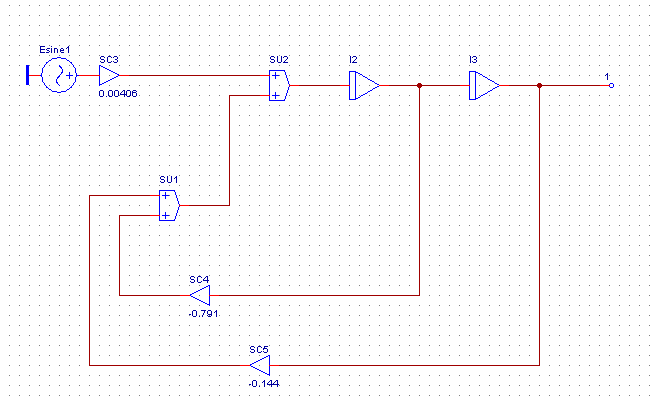 Esine1
SC3
0.00406
SU2
I2
I3
1
SU1
SC4
-0.791
SC5
-0.144